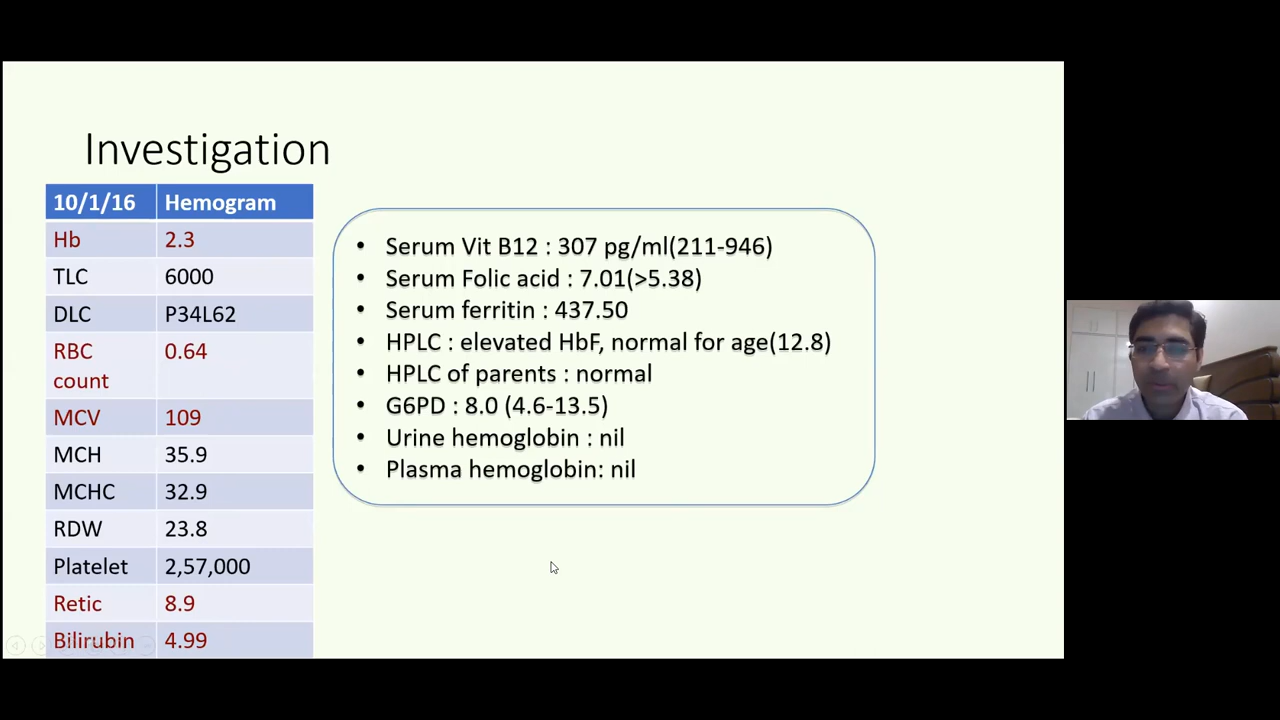 Investigation
10/1/16 Hemogram
Hb 2.3
TLC 6000
DLC P34L62
RBC count 0.64
MCV 109
MCH 35.9
MCHC 32.9
RDW 23.8
Platelet 2,57,000
Retic 8.9
Bilirubin 4.99
• Serum Vit B12 : 307 pg/ml(211-946)
• Serum Folic acid : 7.01(>5.38)
• Serum ferritin : 437.50
• HPLC : elevated HbF, normal for age(12.8)
• HPLC of parents : normal
• G6PD : 8.0 (4.6-13.5)
• Urine hemoglobin : nil
• Plasma hemoglobin: nil